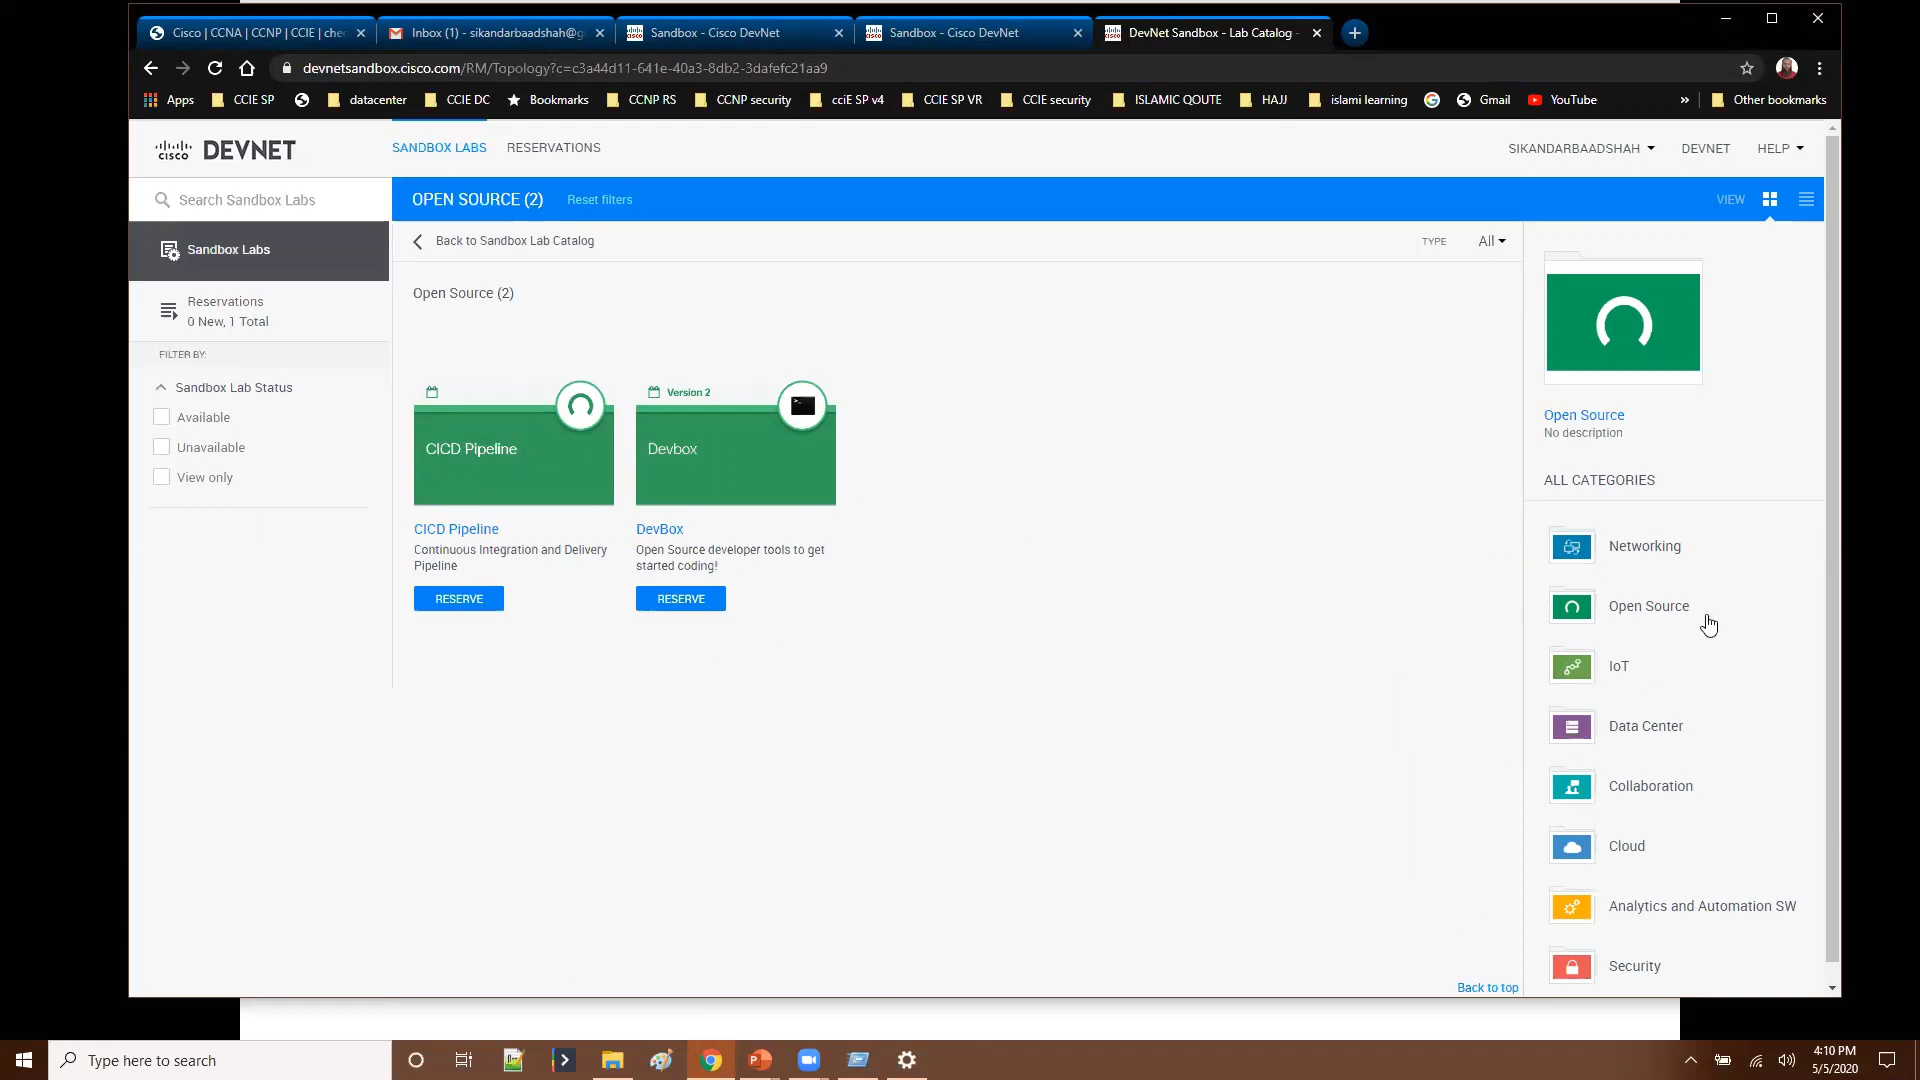 Cisco | CCNA | CCNP | CCIE | che
Inbox (1) - sikandarbaadshah@g
Sandbox - Cisco DevNet
Sandbox - Cisco DevNet
DevNet Sandbox - Lab Catalog -
devnetsandbox.cisco.com/RM/Topology?c=c3a44d11-641e-40a3-8db2-3dafefc21aa9
Apps
CCIE SP
datacenter
CCIE DC
Bookmarks
CCNP RS
CCNP security
cciE SP v4
CCIE SP VR
CCIE security
ISLAMIC QOUTE
HAJJ
islami learning
Gmail
YouTube
»
Other bookmarks
cisco DEVNET
SANDBOX LABS
RESERVATIONS
SIKANDARBAADSHAH
DEVNET
HELP
Search Sandbox Labs
OPEN SOURCE (2)
Reset filters
VIEW
Sandbox Labs
Back to Sandbox Lab Catalog
TYPE
All
Reservations
0 New, 1 Total
FILTER BY:
Sandbox Lab Status
Available
Unavailable
View only
Open Source (2)
CICD Pipeline
CICD Pipeline
Continuous Integration and Delivery
Pipeline
RESERVE
Version 2
Devbox
DevBox
Open Source developer tools to get
started coding!
RESERVE
Open Source
No description
ALL CATEGORIES
Networking
Open Source
IoT
Data Center
Collaboration
Cloud
Analytics and Automation SW
Security
Back to top
Type here to search
4:10 PM
5/5/2020